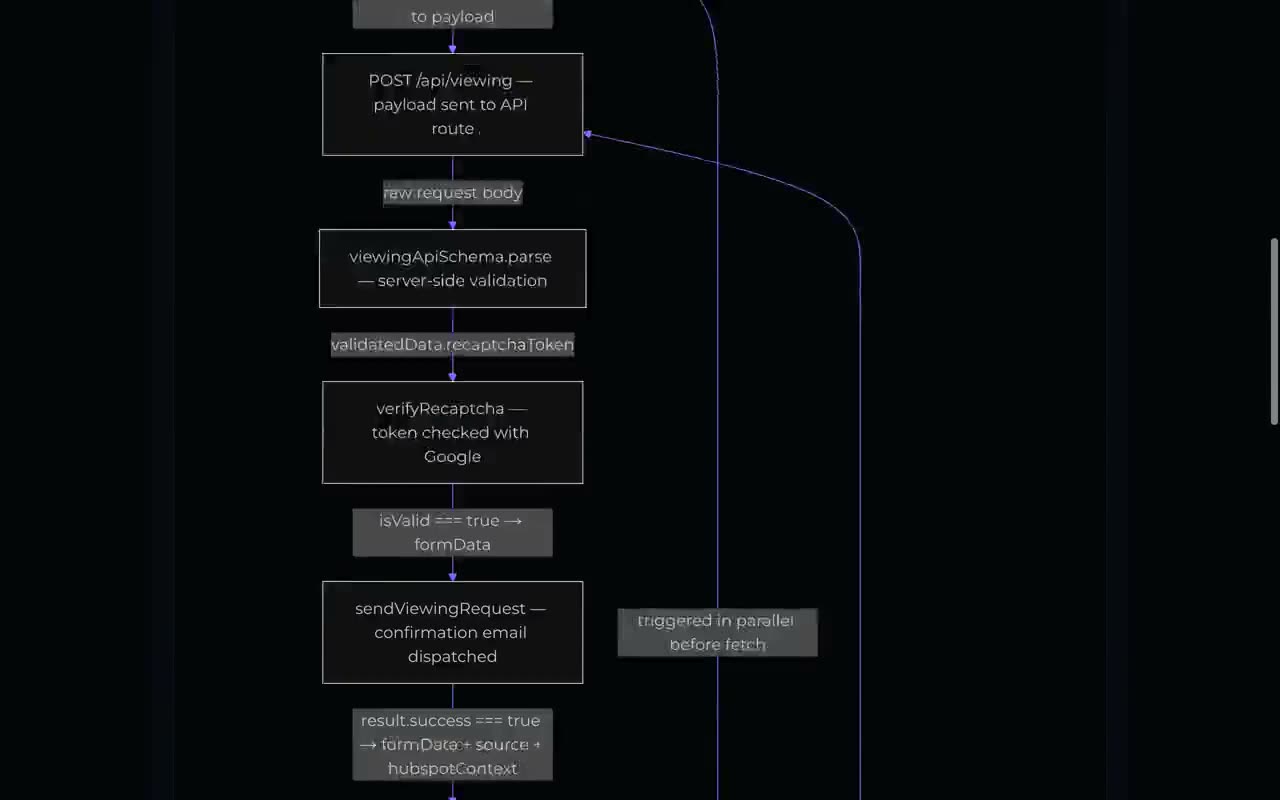 to payload
POST /api/viewing —
payload sent to API
route .
raw request body
viewingApiSchema.parse
— server-side validation
validatedData.recaptchaToken
verifyRecaptcha —
token checked with
Google
isValid === true →
formData
sendViewingRequest —
confirmation email
dispatched
triggered in parallel
before fetch
result.success === true
→ formData + source +
hubspotContext